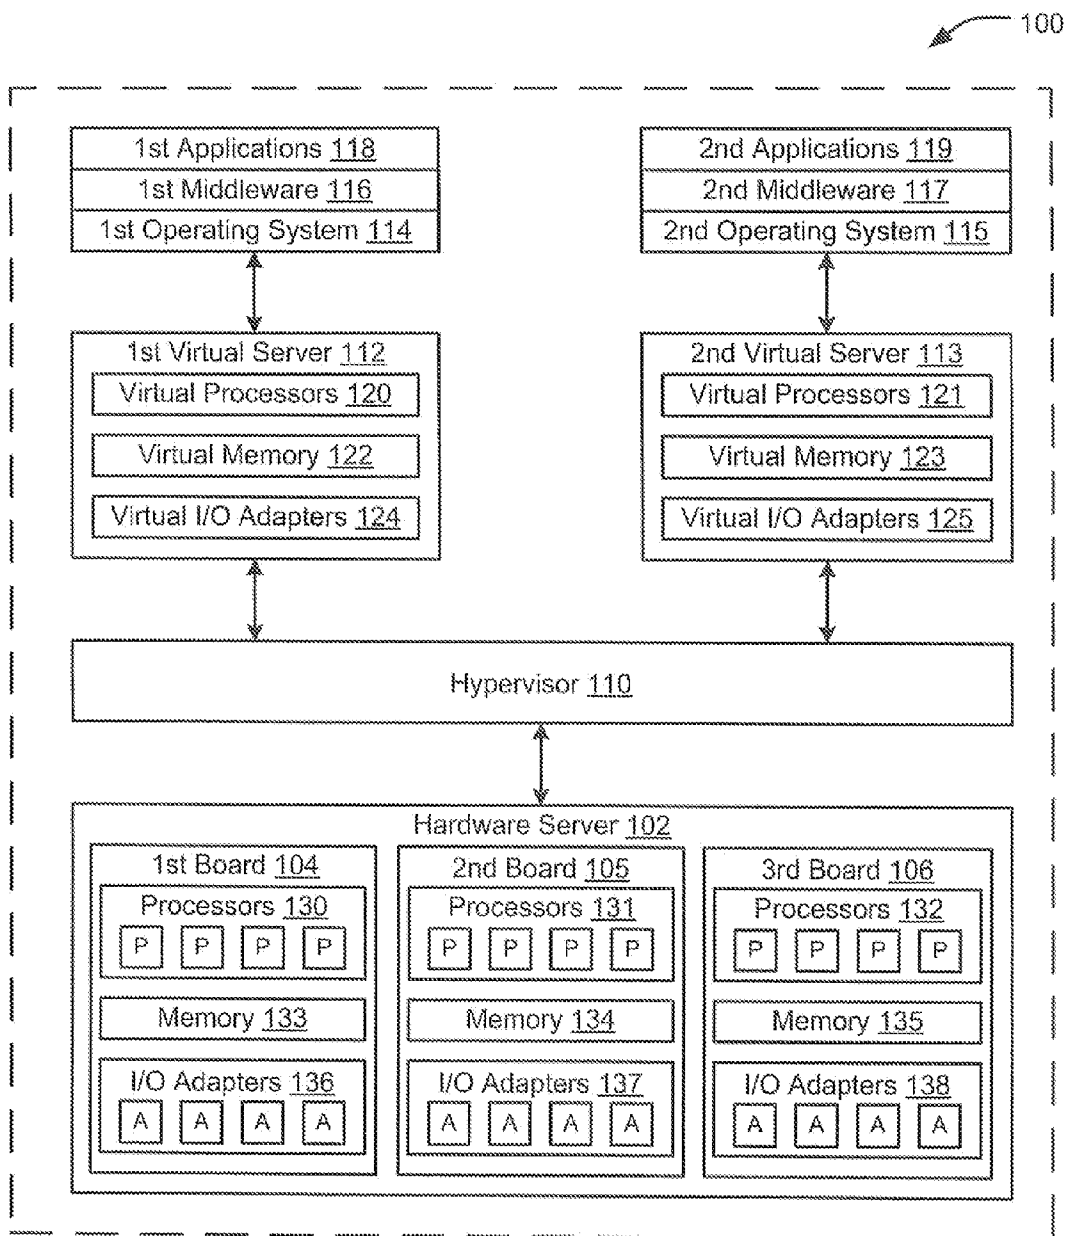 100
1st Applications 118
1st Middleware 116
1st Operating System 114
2nd Applications 119
2nd Middleware 117
2nd Operating System 115
1st Virtual Server 112
Virtual Processors 120
Virtual Memory 122
Virtual I/O Adapters 124
2nd Virtual Server 113
Virtual Processors 121
Virtual Memory 123
Virtual I/O Adapters 125
Hypervisor 110
Hardware Server 102
1st Board 104
Processors 130
P P P P
Memory 133
I/O Adapters 136
A A A A
2nd Board 105
Processors 131
P P P P
Memory 134
I/O Adapters 137
A A A A
3rd Board 106
Processors 132
P P P P
Memory 135
I/O Adapters 138
A A A A